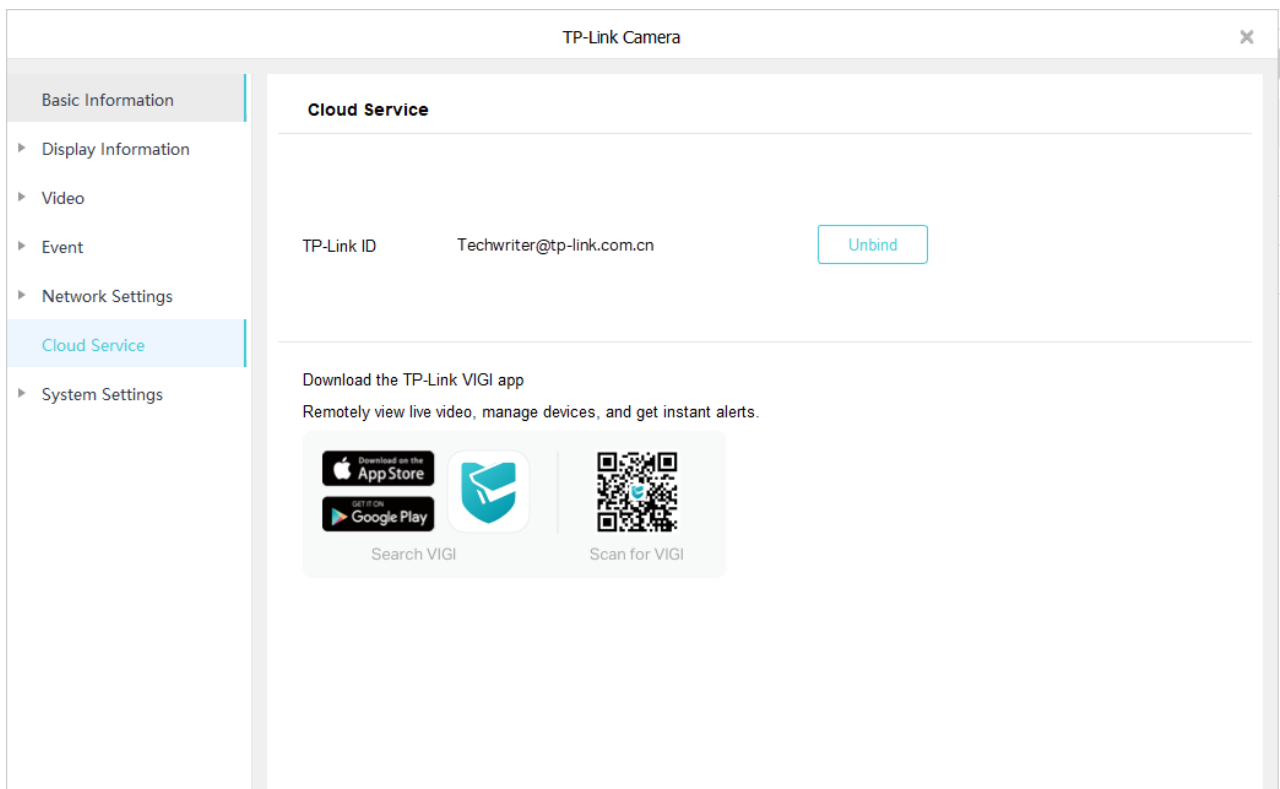 TP-Link Camera
Basic Information
Display Information
Video
Event
Network Settings
Cloud Service
System Settings
Cloud Service
TP-Link ID Techwriter@tp-link.com.cn Unbind
Download the TP-Link VIGI app
Remotely view live video, manage devices, and get instant alerts.
Download on the
App Store
GET IT ON
Google Play
Search VIGI
Scan for VIGI